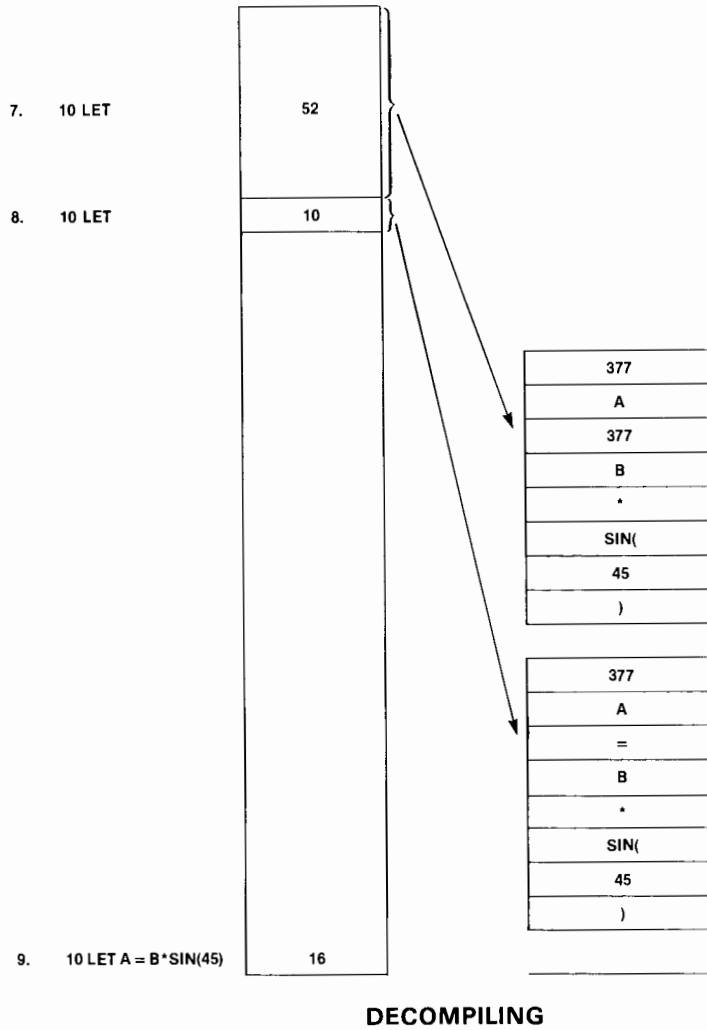 7. 10 LET 52
8. 10 LET 10
377
A
377
B
*
SIN(
45
)
377
A
=
B
*
SIN(
45
)
9. 10 LET A = B*SIN(45) 16
DECOMPILING